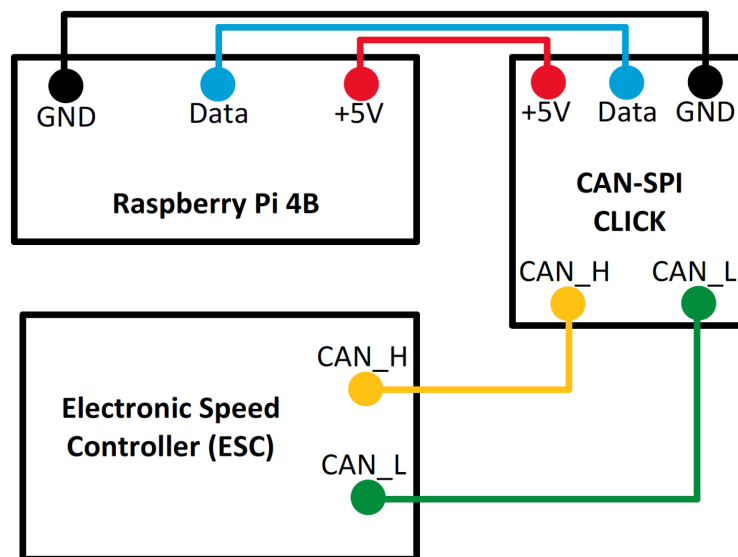 GND
Data
+5V
Raspberry Pi 4B
+5V
Data
GND
CAN-SPI
CLICK
CAN_H
CAN_L
Electronic Speed
Controller (ESC)
CAN_H
CAN_L